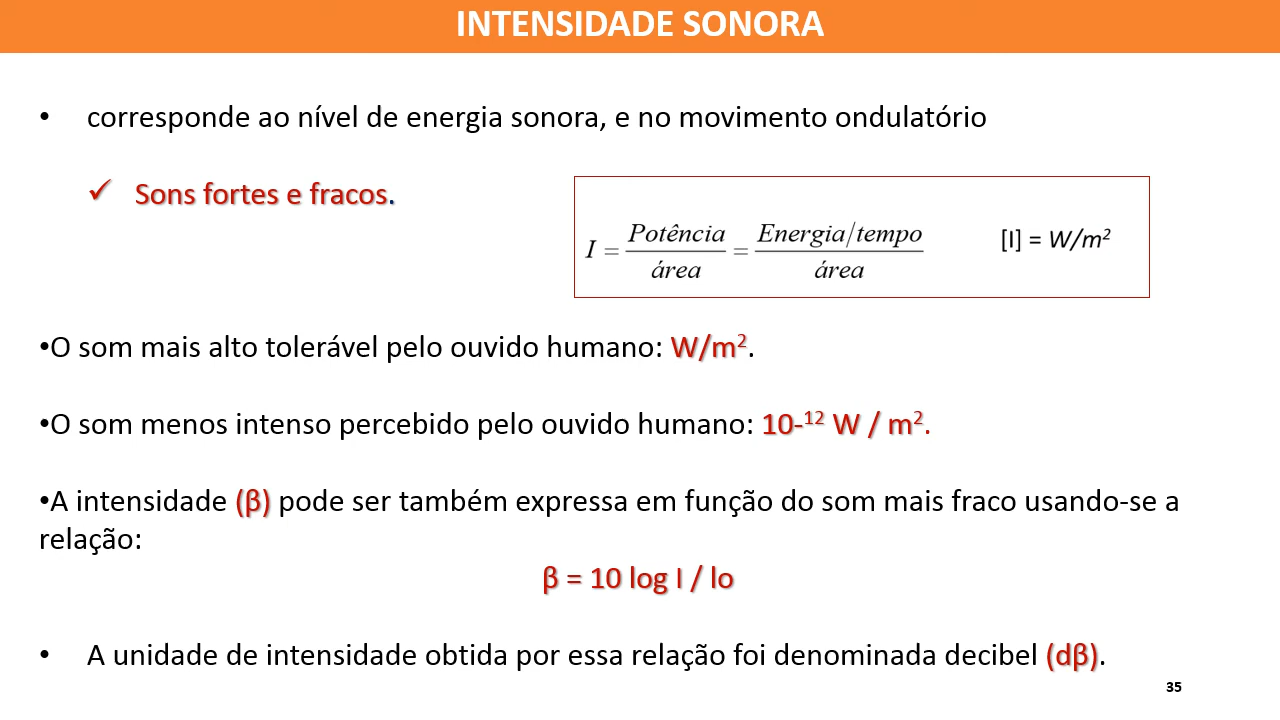 INTENSIDADE SONORA
• corresponde ao nível de energia sonora, e no movimento ondulatório
✓ Sons fortes e fracos.
I = Potência/área = Energia/tempo/área [I] = W/m²
•O som mais alto tolerável pelo ouvido humano: W/m².
•O som menos intenso percebido pelo ouvido humano: 10-¹² W / m².
•A intensidade (β) pode ser também expressa em função do som mais fraco usando-se a
relação:
β = 10 log I / lo
• A unidade de intensidade obtida por essa relação foi denominada decibel (dβ).
35